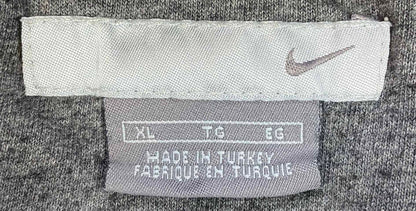 XL TG EG
MADE IN TURKEY
FABRIQUÉ EN TURQUIE